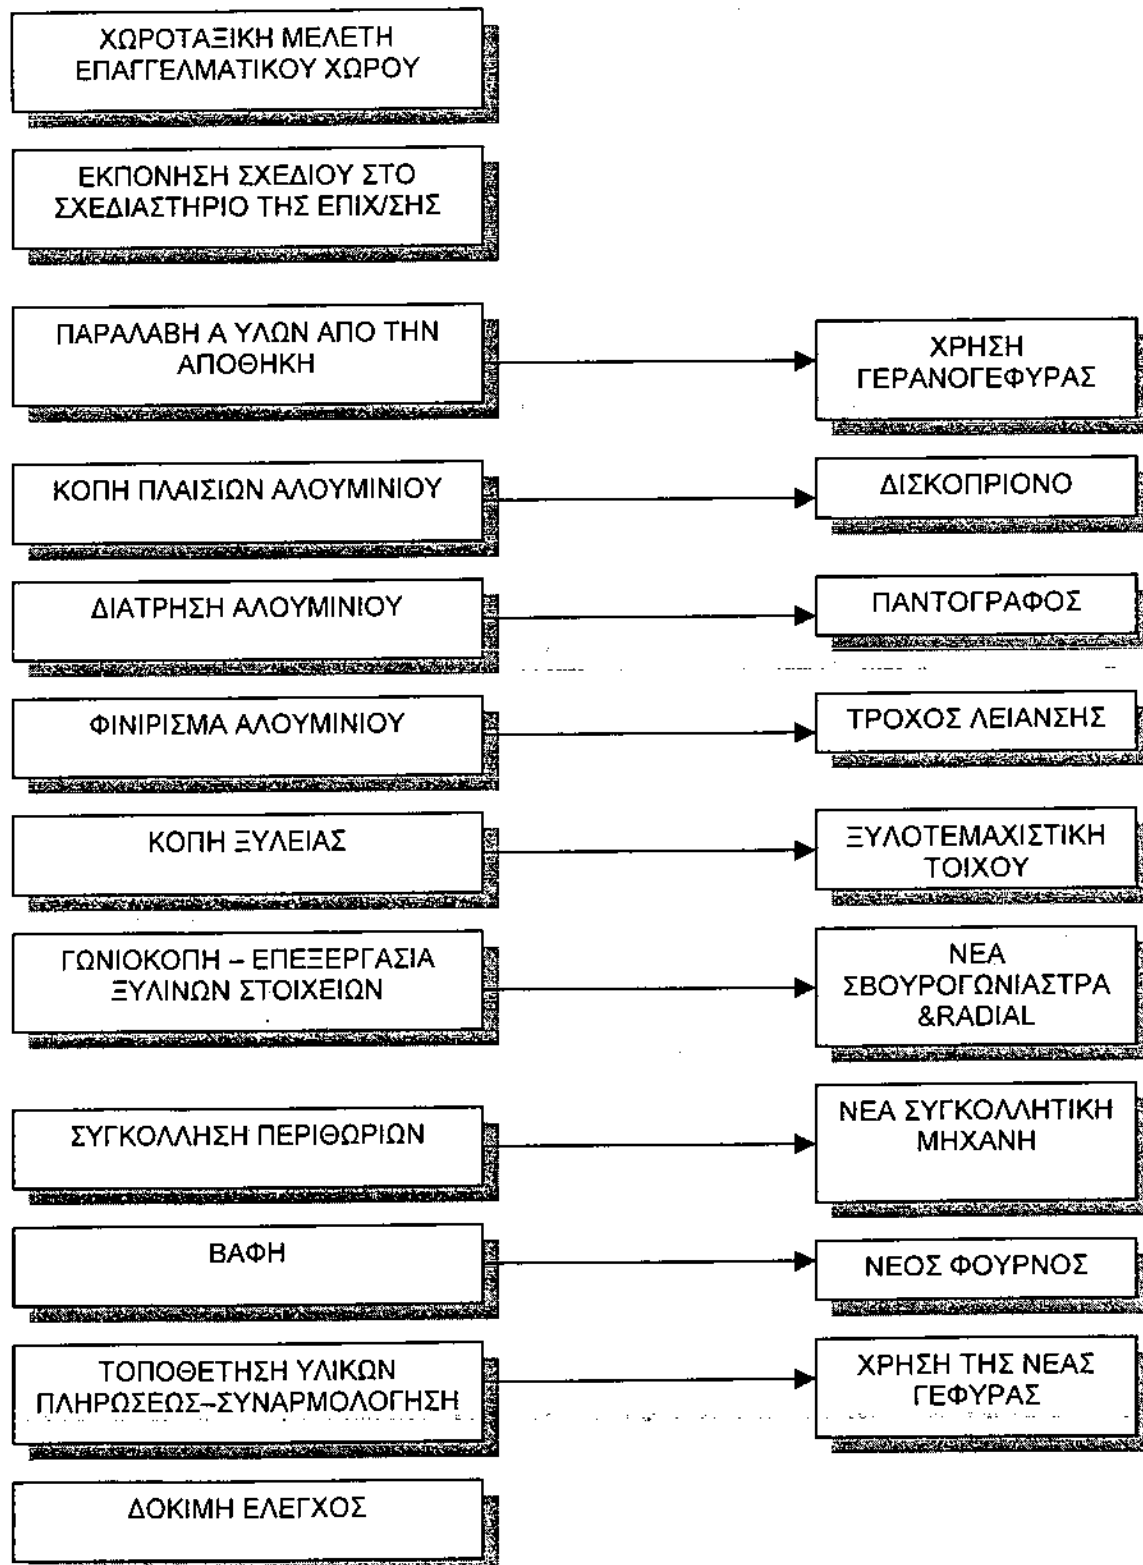 ΧΩΡΟΤΑΞΙΚΗ ΜΕΛΕΤΗ
ΕΠΑΓΓΕΛΜΑΤΙΚΟΥ ΧΩΡΟΥ
ΕΚΠΟΝΗΣΗ ΣΧΕΔΙΟΥ ΣΤΟ
ΣΧΕΔΙΑΣΤΗΡΙΟ ΤΗΣ ΕΠΙΧ/ΣΗΣ
ΠΑΡΑΛΑΒΗ Α ΥΛΩΝ ΑΠΟ ΤΗΝ
ΑΠΟΘΗΚΗ
ΧΡΗΣΗ
ΓΕΡΑΝΟΓΕΦΥΡΑΣ
ΚΟΠΗ ΠΛΑΙΣΙΩΝ ΑΛΟΥΜΙΝΙΟΥ
ΔΙΣΚΟΠΡΙΟΝΟ
ΔΙΑΤΡΗΣΗ ΑΛΟΥΜΙΝΙΟΥ
ΠΑΝΤΟΓΡΑΦΟΣ
ΦΙΝΙΡΙΣΜΑ ΑΛΟΥΜΙΝΙΟΥ
ΤΡΟΧΟΣ ΛΕΙΑΝΣΗΣ
ΚΟΠΗ ΞΥΛΕΙΑΣ
ΞΥΛΟΤΕΜΑΧΙΣΤΙΚΗ
ΤΟΙΧΟΥ
ΓΩΝΙΟΚΟΠΗ – ΕΠΕΞΕΡΓΑΣΙΑ
ΞΥΛΙΝΩΝ ΣΤΟΙΧΕΙΩΝ
ΝΕΑ
ΣΒΟΥΡΟΓΩΝΙΑΣΤΡΑ
&RADIAL
ΣΥΓΚΟΛΛΗΣΗ ΠΕΡΙΘΩΡΙΩΝ
ΝΕΑ ΣΥΓΚΟΛΛΗΤΙΚΗ
ΜΗΧΑΝΗ
ΒΑΦΗ
ΝΕΟΣ ΦΟΥΡΝΟΣ
ΤΟΠΟΘΕΤΗΣΗ ΥΛΙΚΩΝ
ΠΛΗΡΩΣΕΩΣ–ΣΥΝΑΡΜΟΛΟΓΗΣΗ
ΧΡΗΣΗ ΤΗΣ ΝΕΑΣ
ΓΕΦΥΡΑΣ
ΔΟΚΙΜΗ ΕΛΕΓΧΟΣ